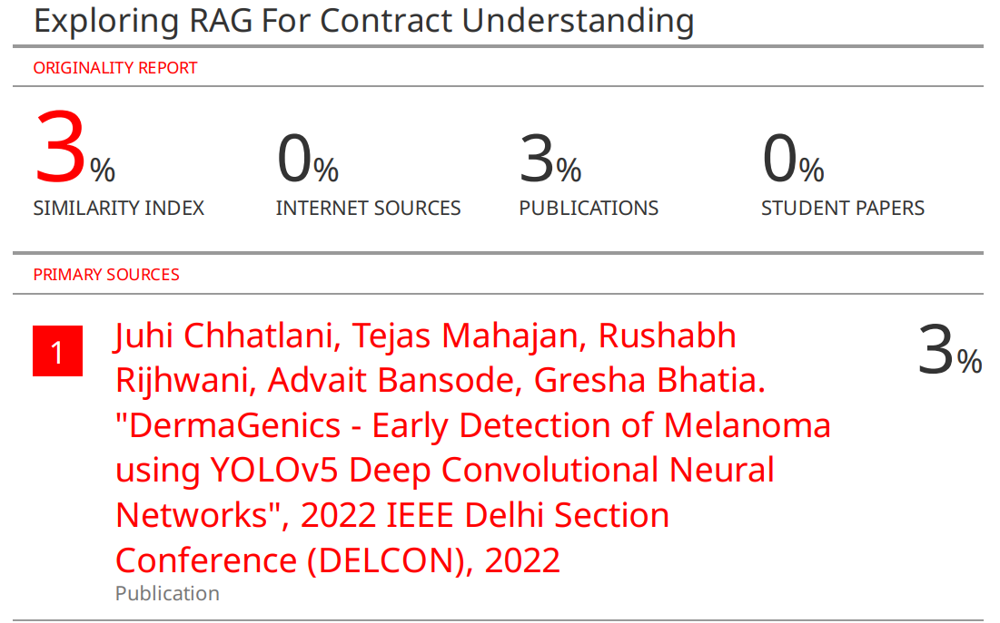 Exploring RAG For Contract Understanding
ORIGINALITY REPORT
3% 0% 3% 0%
SIMILARITY INDEX INTERNET SOURCES PUBLICATIONS STUDENT PAPERS
PRIMARY SOURCES
1 Juhi Chhatlani, Tejas Mahajan, Rushabh 3%
Rijhwani, Advait Bansode, Gresha Bhatia.
"DermaGenics - Early Detection of Melanoma
using YOLOv5 Deep Convolutional Neural
Networks", 2022 IEEE Delhi Section
Conference (DELCON), 2022
Publication